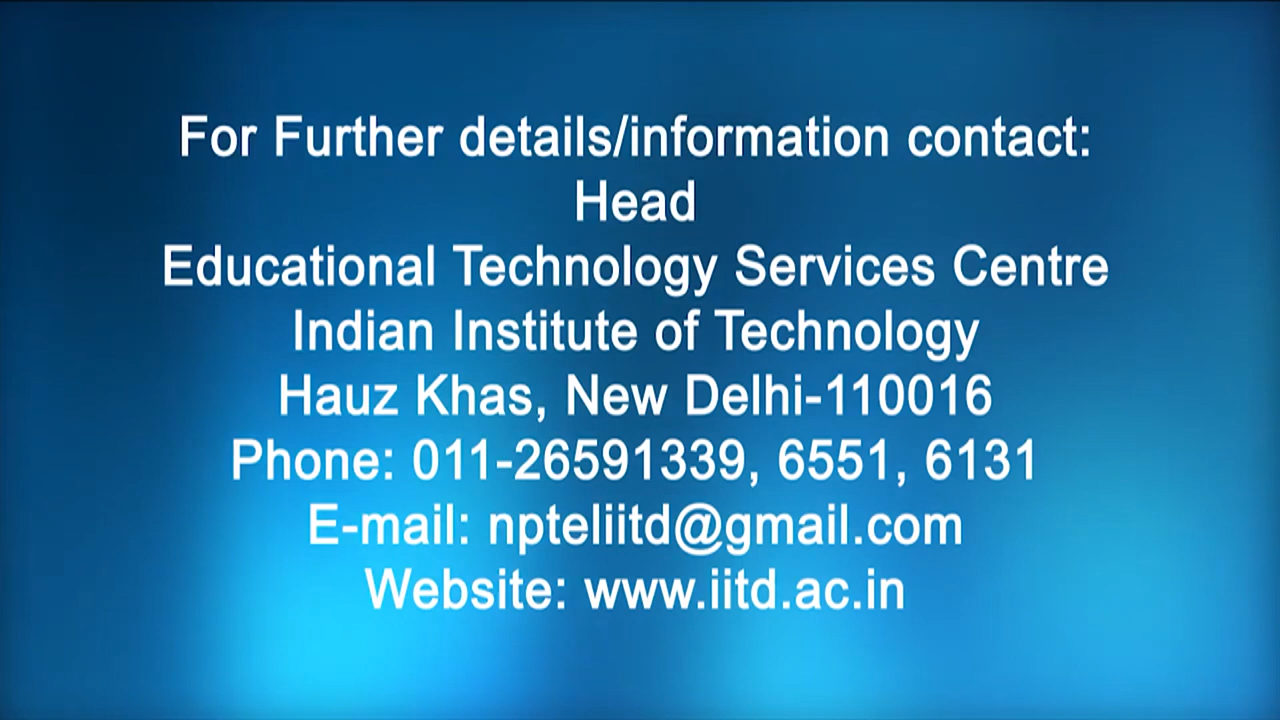 For Further details/information contact:
Head
Educational Technology Services Centre
Indian Institute of Technology
Hauz Khas, New Delhi-110016
Phone: 011-26591339, 6551, 6131
E-mail: npteliitd@gmail.com
Website: www.iitd.ac.in